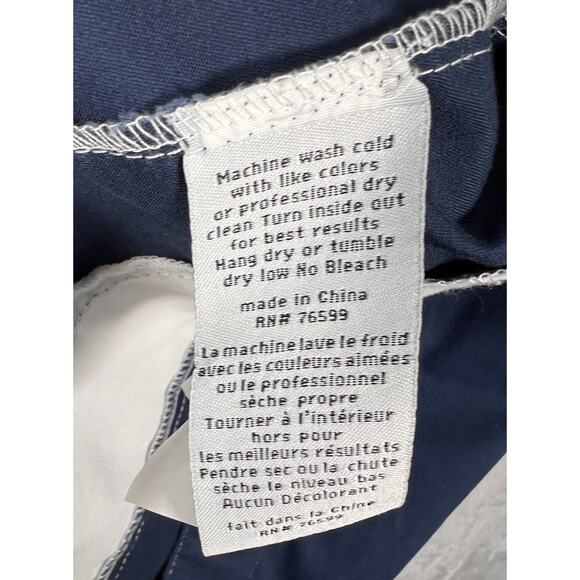 Machine wash cold
with like colors
or professional dry
clean Turn inside out
for best results
Hang dry or tumble
dry low No Bleach
made in China
RN# 76599
La machine lave le froid
avec les couleurs aimées
ou le professionnel
sèche propre
Tourner à l'intérieur
hors pour
les meilleurs résultats
Pendre sec ou la chute
sèche le niveau bas
Aucun Décolorant
fait dans la Chine
RN# 76599